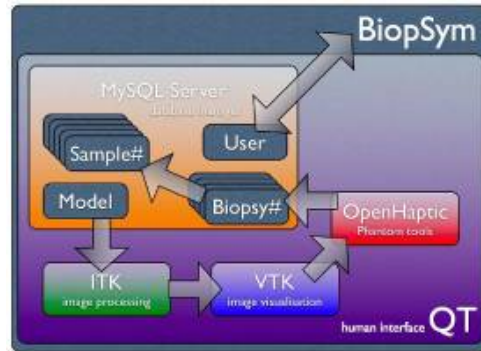 BiopSym
MySQL Server
User
Sample#
Model
Biopsy#
OpenHaptic
Phantom tools
ITK
image processing
VTK
image visualisation
human interface QT